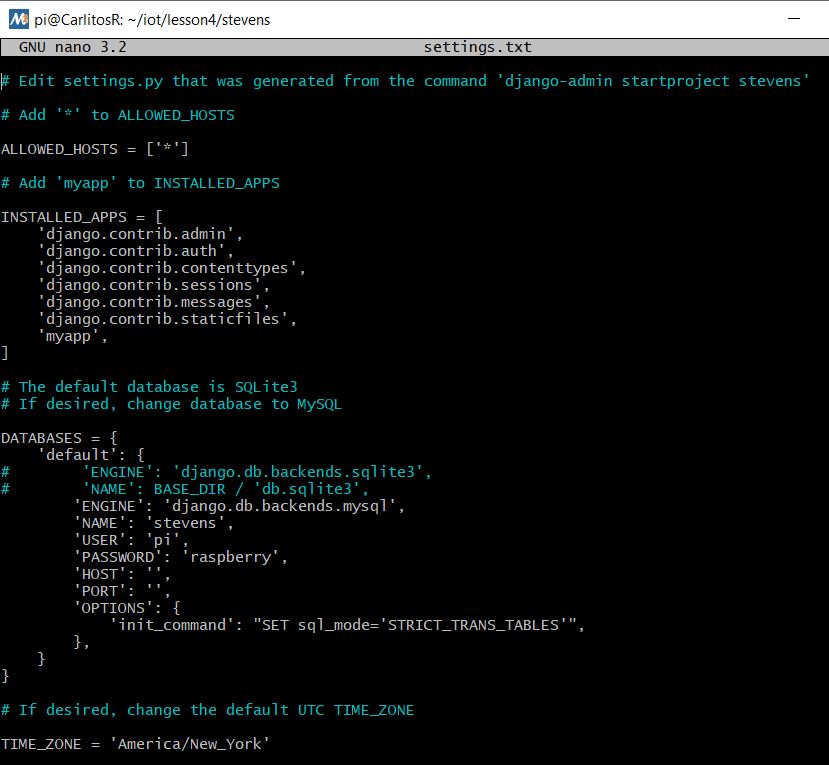 pi@CarlitosR: ~/iot/lesson4/stevens
GNU nano 3.2 settings.txt
# Edit settings.py that was generated from the command 'django-admin startproject stevens'
# Add '*' to ALLOWED_HOSTS
ALLOWED_HOSTS = ['*']
# Add 'myapp' to INSTALLED_APPS
INSTALLED_APPS = [
    'django.contrib.admin',
    'django.contrib.auth',
    'django.contrib.contenttypes',
    'django.contrib.sessions',
    'django.contrib.messages',
    'django.contrib.staticfiles',
    'myapp',
]
# The default database is SQLite3
# If desired, change database to MySQL
DATABASES = {
    'default': {
#        'ENGINE': 'django.db.backends.sqlite3',
#        'NAME': BASE_DIR / 'db.sqlite3',
        'ENGINE': 'django.db.backends.mysql',
        'NAME': 'stevens',
        'USER': 'pi',
        'PASSWORD': 'raspberry',
        'HOST': '',
        'PORT': '',
        'OPTIONS': {
            'init_command': "SET sql_mode='STRICT_TRANS_TABLES'",
        },
    }
}
# If desired, change the default UTC TIME_ZONE
TIME_ZONE = 'America/New_York'